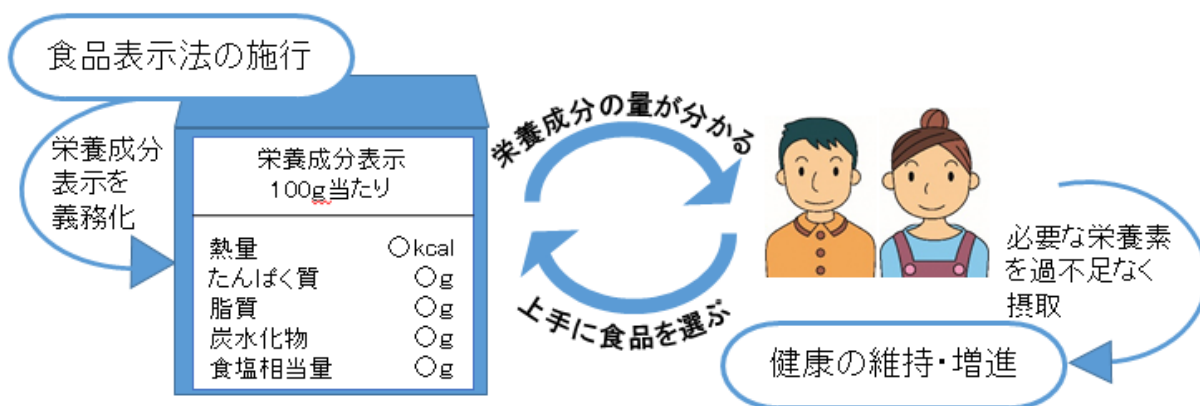 食品表示法の施行
栄養成分
表示を
義務化
栄養成分表示
100g当たり
熱量 ○kcal
たんぱく質 ○g
脂質 ○g
炭水化物 ○g
食塩相当量 ○g
栄養成分の量が分かる
上手に食品を選ぶ
必要な栄養素
を過不足なく
摂取
健康の維持・増進